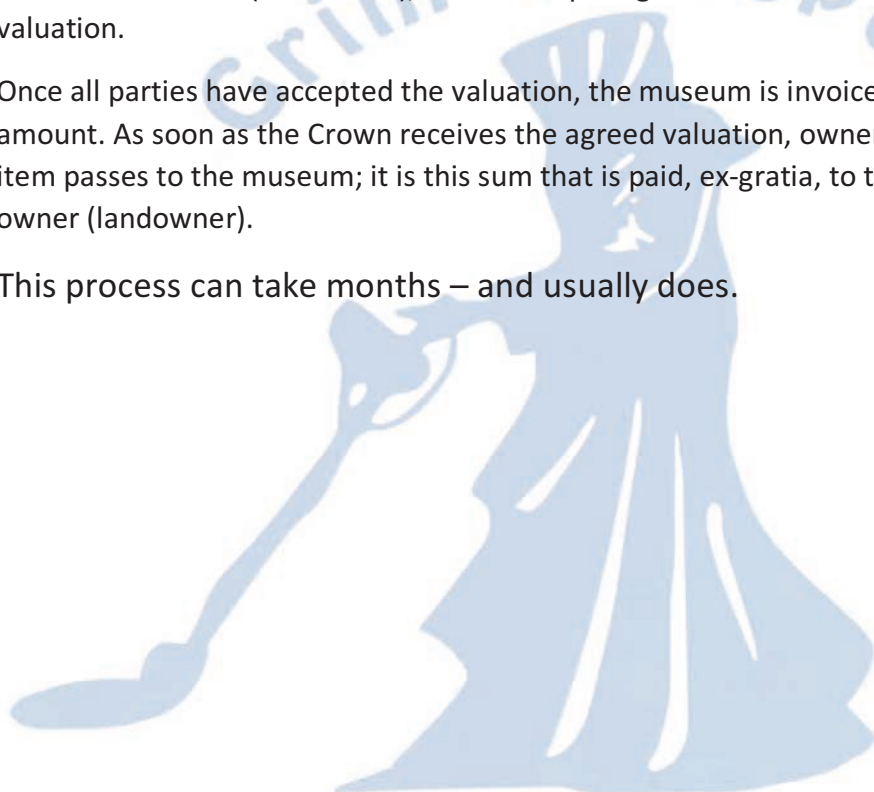 valuation.
Once all parties have accepted the valuation, the museum is
amount. As soon as the Crown receives the agreed valuation,
item passes to the museum; it is this sum that is paid, ex-gratia, to
owner (landowner).
This process can take months – and usually does.